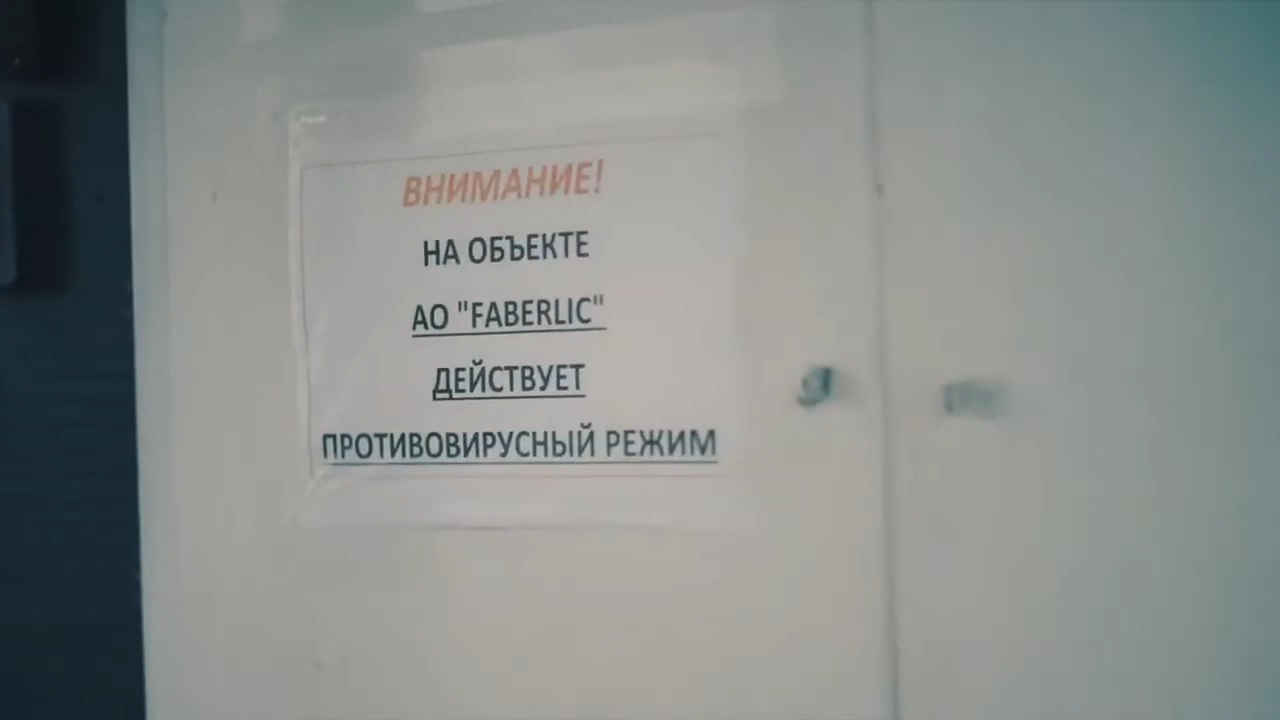 ВНИМАНИЕ!
НА ОБЪЕКТЕ
АО "FABERLIC"
ДЕЙСТВУЕТ
ПРОТИВОВИРУСНЫЙ РЕЖИМ